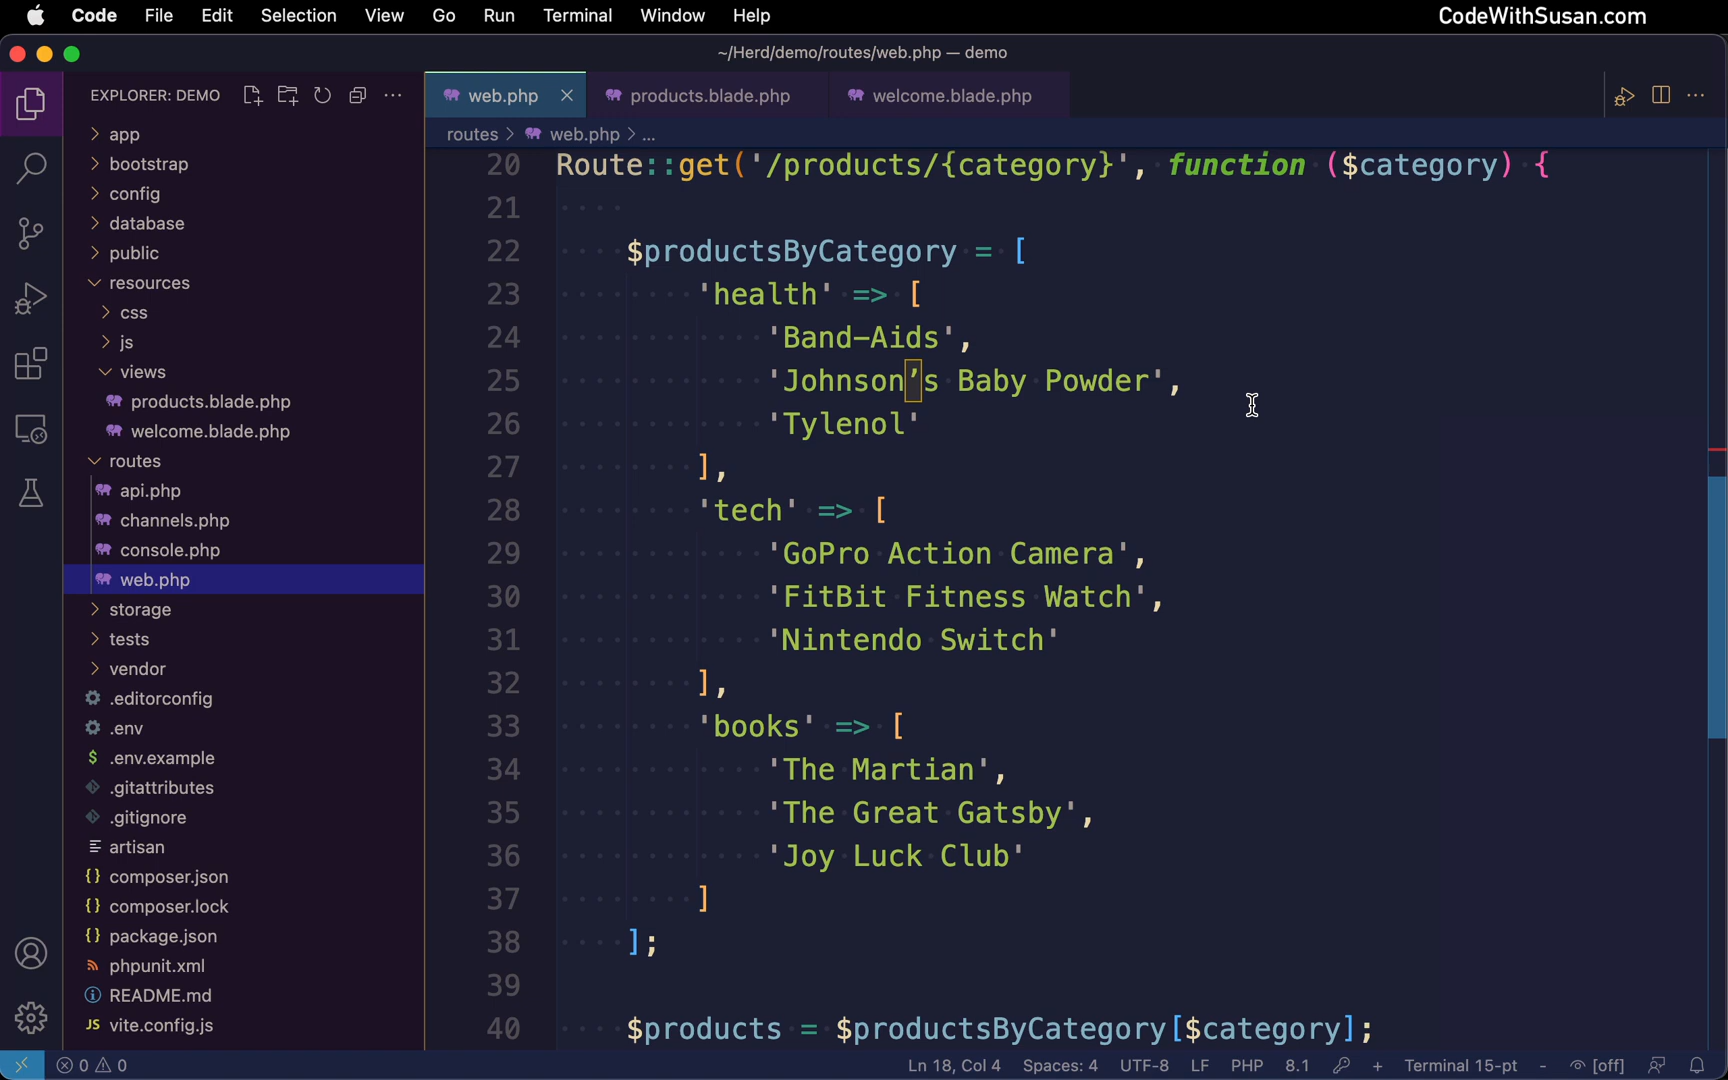 Code File Edit Selection View Go Run Terminal Window Help CodeWithSusan.com
~/Herd/demo/routes/web.php — demo
EXPLORER: DEMO
app
bootstrap
config
database
public
resources
css
js
views
products.blade.php
welcome.blade.php
routes
api.php
channels.php
console.php
web.php
storage
tests
vendor
.editorconfig
.env
$ .env.example
.gitattributes
.gitignore
artisan
{} composer.json
{} composer.lock
{} package.json
phpunit.xml
README.md
JS vite.config.js
web.php products.blade.php welcome.blade.php
routes > web.php > ...
20 Route::get('/products/{category}', function ($category) {
21
22 $productsByCategory = [
23 'health' => [
24 'Band-Aids',
25 'Johnson’s Baby Powder',
26 'Tylenol'
27 ],
28 'tech' => [
29 'GoPro Action Camera',
30 'FitBit Fitness Watch',
31 'Nintendo Switch'
32 ],
33 'books' => [
34 'The Martian',
35 'The Great Gatsby',
36 'Joy Luck Club'
37 ]
38 ];
39
40 $products = $productsByCategory[$category];
0 0 Ln 18, Col 4 Spaces: 4 UTF-8 LF PHP 8.1 + Terminal 15-pt - [off]